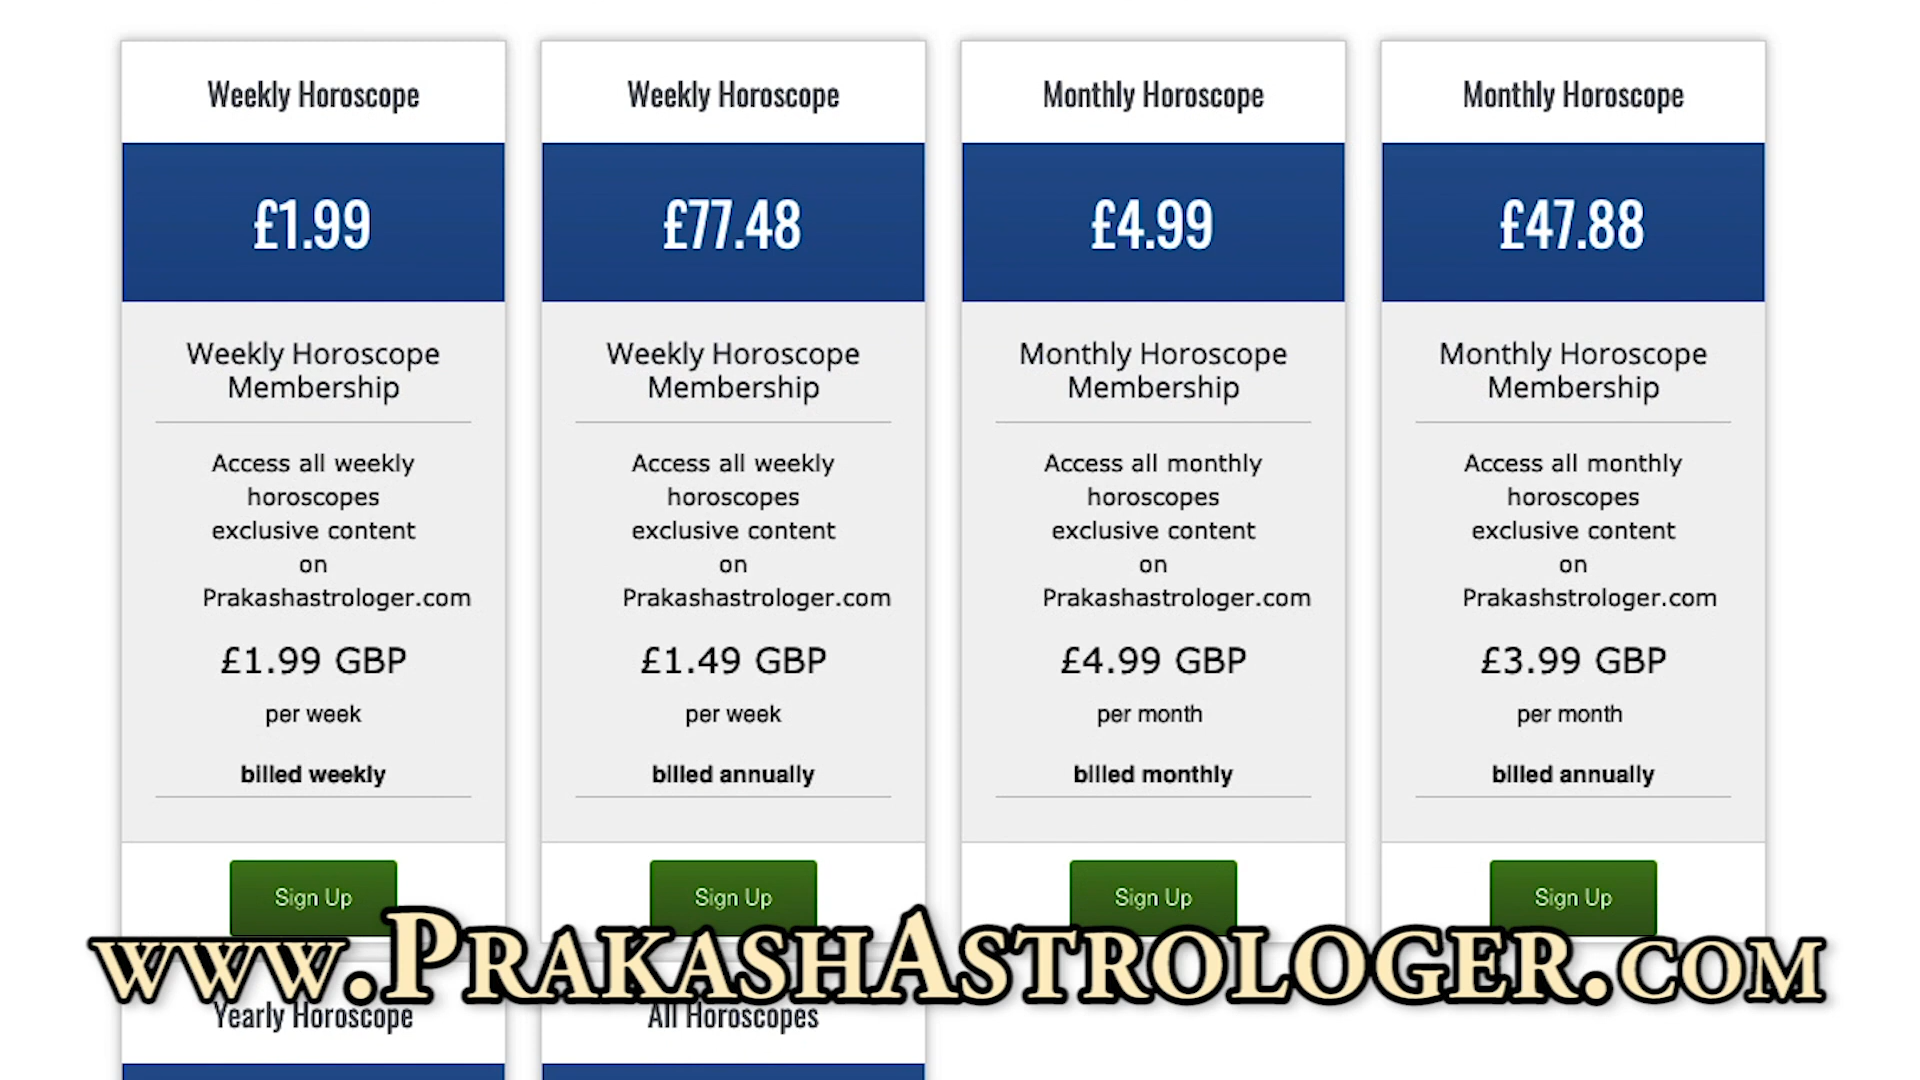 Weekly Horoscope
£1.99
Weekly Horoscope
Membership
Access all weekly
horoscopes
exclusive content
on
Prakashastrologer.com
£1.99 GBP
per week
billed weekly
Sign Up
Weekly Horoscope
£77.48
Weekly Horoscope
Membership
Access all weekly
horoscopes
exclusive content
on
Prakashastrologer.com
£1.49 GBP
per week
billed annually
Sign Up
Monthly Horoscope
£4.99
Monthly Horoscope
Membership
Access all monthly
horoscopes
exclusive content
on
Prakashastrologer.com
£4.99 GBP
per month
billed monthly
Sign Up
Monthly Horoscope
£47.88
Monthly Horoscope
Membership
Access all monthly
horoscopes
exclusive content
on
Prakashstrologer.com
£3.99 GBP
per month
billed annually
Sign Up
www.PrakashAstrologer.com
Yearly Horoscope
All Horoscopes